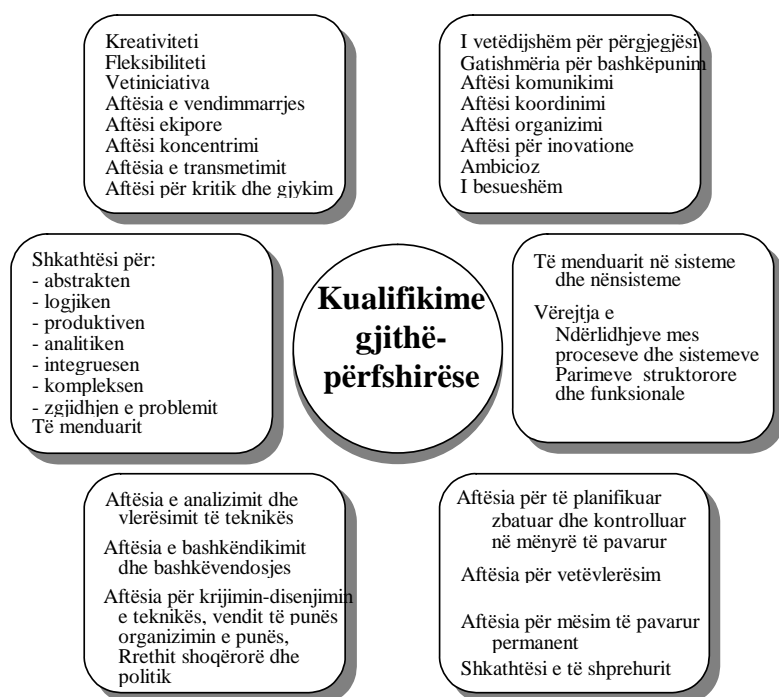 Kreativiteti
Fleksibiliteti
Vetiniciativa
Aftësia e vendimmarrjes
Aftësi ekipore
Aftësi koncentrimi
Aftësia e transmetimit
Aftësi për kritik dhe gjykim
I vetëdijshëm për përgjegjësi
Gatishmëria për bashkëpunim
Aftësi komunikimi
Aftësi koordinimi
Aftësi organizimi
Aftësi për inovatione
Ambicioz
I besueshëm
Shkathtësi për:
- abstrakten
- logjiken
- produktiven
- analitiken
- integruesen
- kompleksen
- zgjidhjen e problemit
Të menduarit
Kualifikime
gjithë-
përfshirëse
Të menduarit në sisteme
dhe nënsisteme
Vërejtja e
Ndërlidhjeve mes
proceseve dhe sistemeve
Parimeve struktorore
dhe funksionale
Aftësia e analizimit dhe
vlerësimit të teknikës
Aftësia e bashkëndikimit
dhe bashkëvendosjes
Aftësia për krijimin-disenjimin
e teknikës, vendit të punës
organizimin e punës,
Rrethit shoqërorë dhe
politik
Aftësia për të planifikuar
zbatuar dhe kontrolluar
në mënyrë të pavarur
Aftësia për vetëvlerësim
Aftësia për mësim të pavarur
permanent
Shkathtësi e të shprehurit